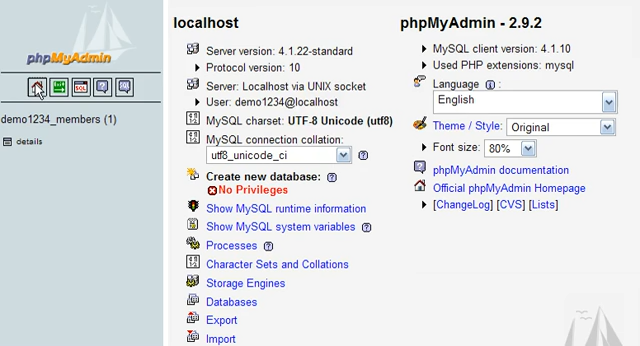 phpMyAdmin
SQL
demo1234_members (1)
details
localhost
Server version: 4.1.22-standard
Protocol version: 10
Server: Localhost via UNIX socket
User: demo1234@localhost
MySQL charset: UTF-8 Unicode (utf8)
MySQL connection collation:
utf8_unicode_ci
Create new database:
No Privileges
Show MySQL runtime information
Show MySQL system variables
Processes
Character Sets and Collations
Storage Engines
Databases
Export
Import
phpMyAdmin - 2.9.2
MySQL client version: 4.1.10
Used PHP extensions: mysql
Language :
English
Theme / Style: Original
Font size: 80%
phpMyAdmin documentation
Official phpMyAdmin Homepage
[ChangeLog] [CVS] [Lists]